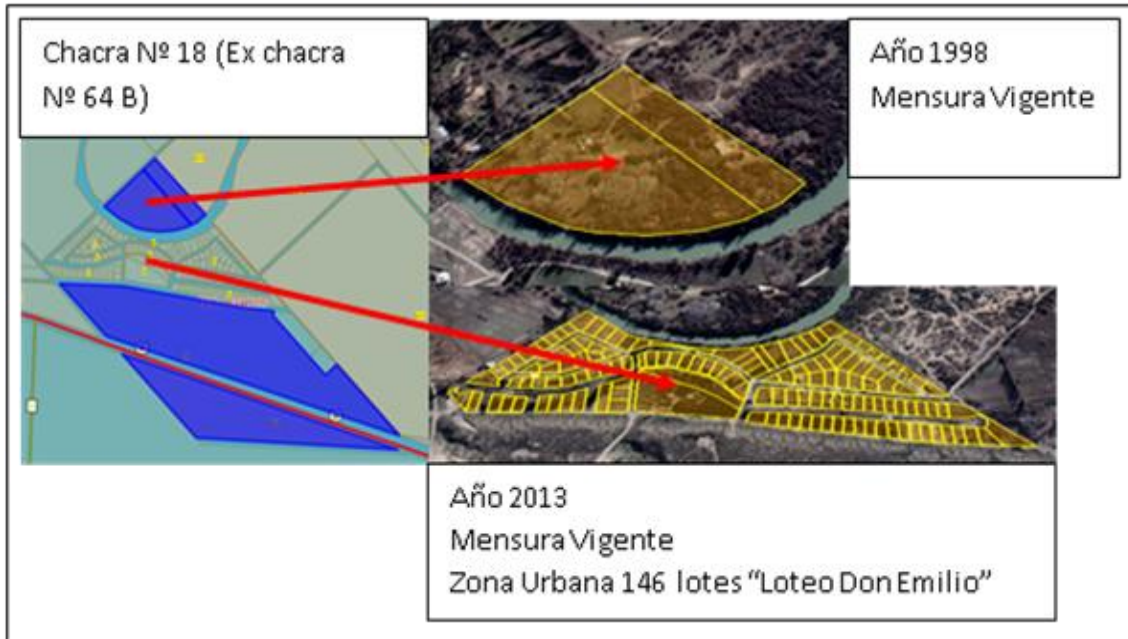 Chacra Nº 18 (Ex chacra
Nº 64 B)
Año 1998
Mensura Vigente
Año 2013
Mensura Vigente
Zona Urbana 146 lotes “Loteo Don Emilio”